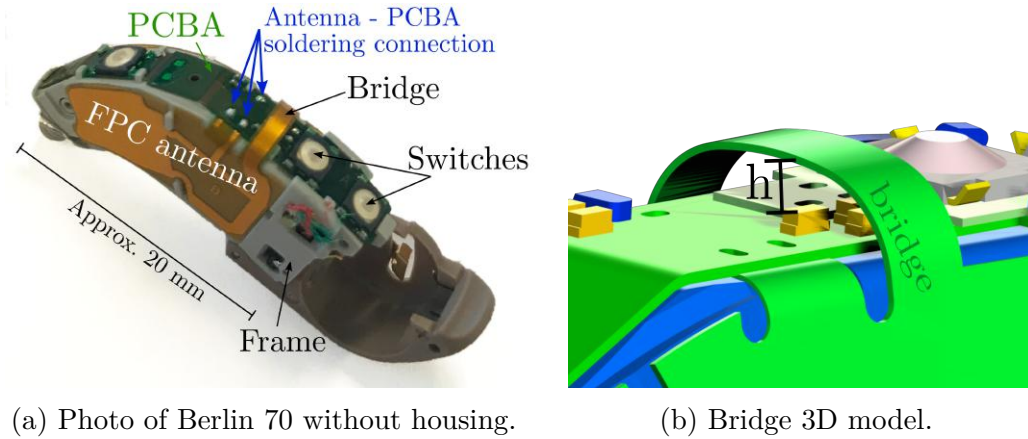 PCBA
Antenna - PCBA
soldering connection
Bridge
FPC antenna
Switches
Approx. 20 mm
Frame
h
bridge
(a) Photo of Berlin 70 without housing.
(b) Bridge 3D model.